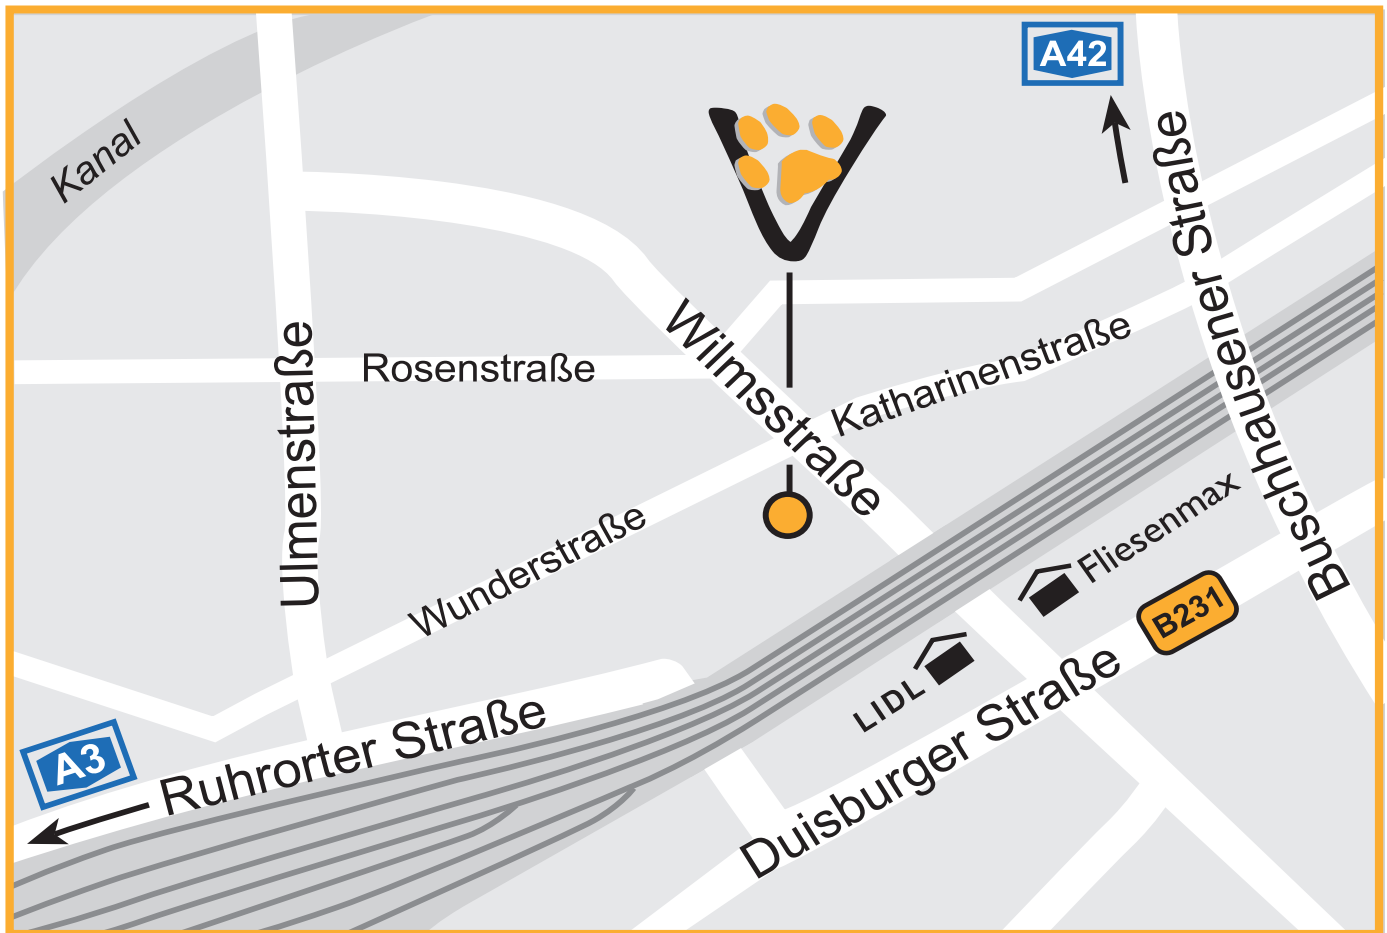 A42
Kanal
Buschhausener Straße
Wilmsstraße
Katharinenstraße
Rosenstraße
Ulmenstraße
Wunderstraße
Fliesenmax
B231
LIDL
Duisburger Straße
A3
Ruhrorter Straße